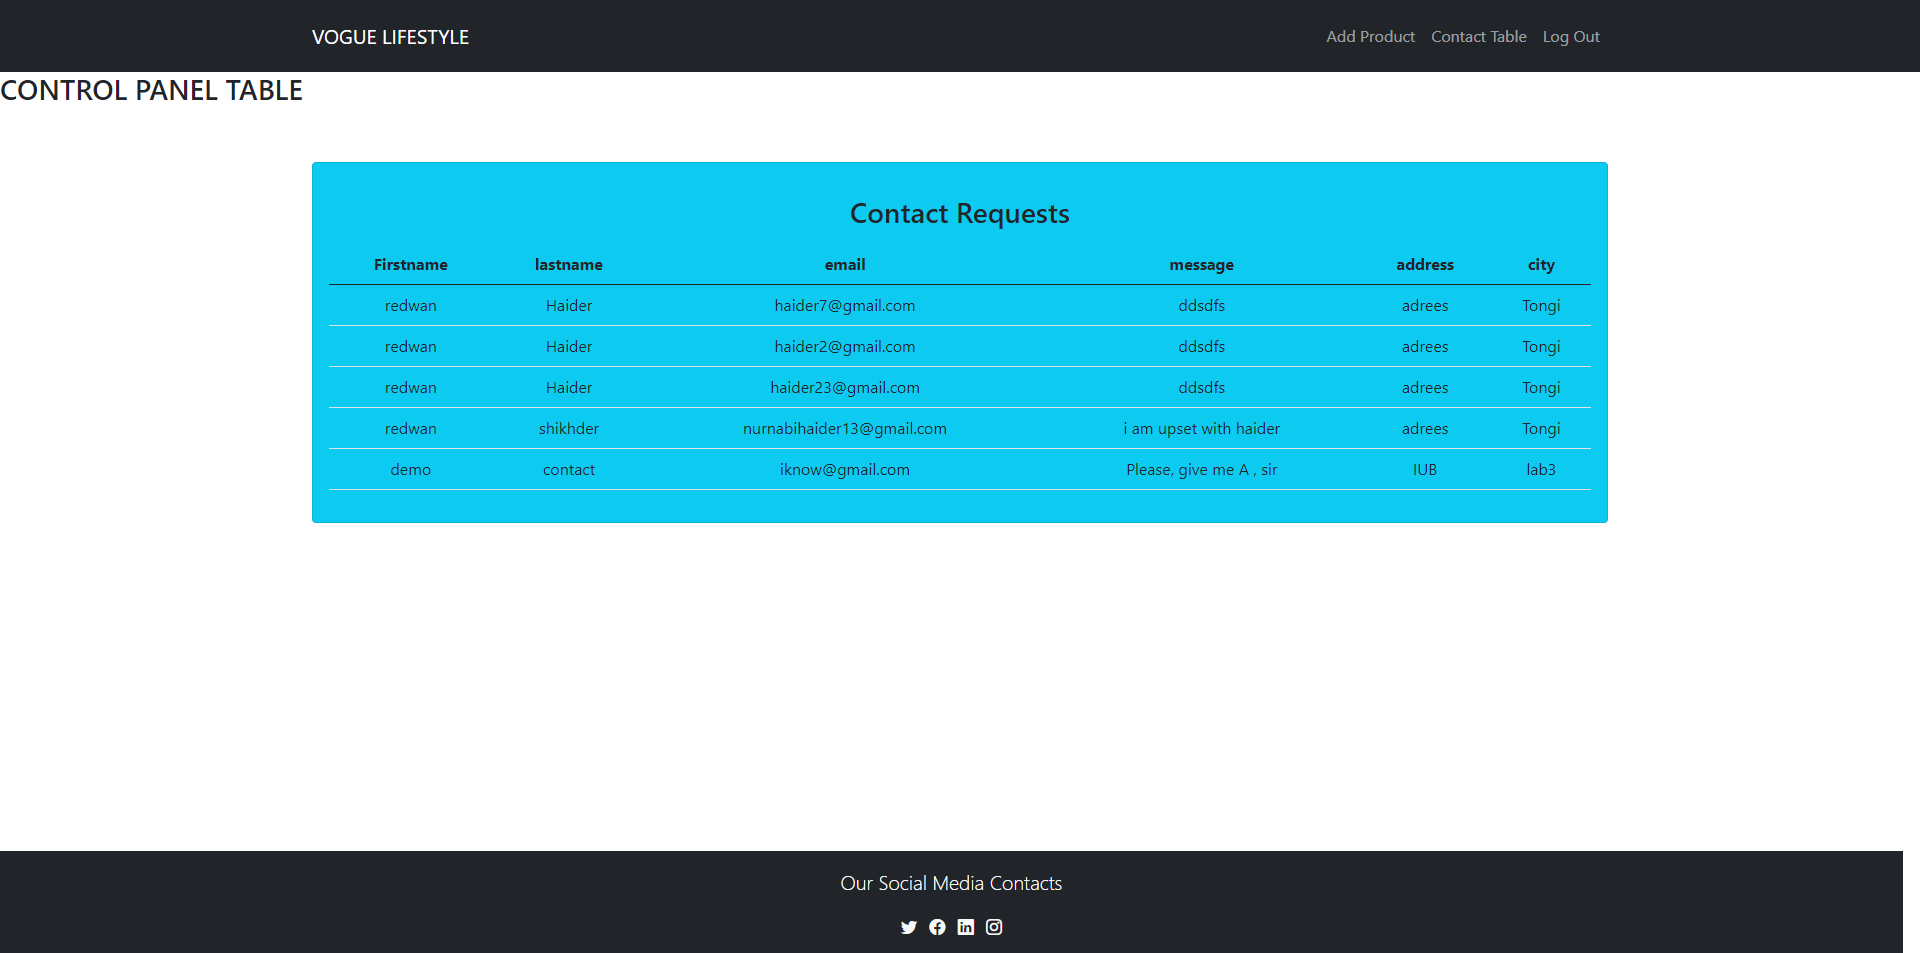 VOGUE LIFESTYLE Add Product Contact Table Log Out
CONTROL PANEL TABLE
Contact Requests
Firstname lastname email message address city
redwan Haider haider7@gmail.com ddsdfs adrees Tongi
redwan Haider haider2@gmail.com ddsdfs adrees Tongi
redwan Haider haider23@gmail.com ddsdfs adrees Tongi
redwan shikhder nurnabihaider13@gmail.com i am upset with haider adrees Tongi
demo contact iknow@gmail.com Please, give me A , sir IUB lab3
Our Social Media Contacts